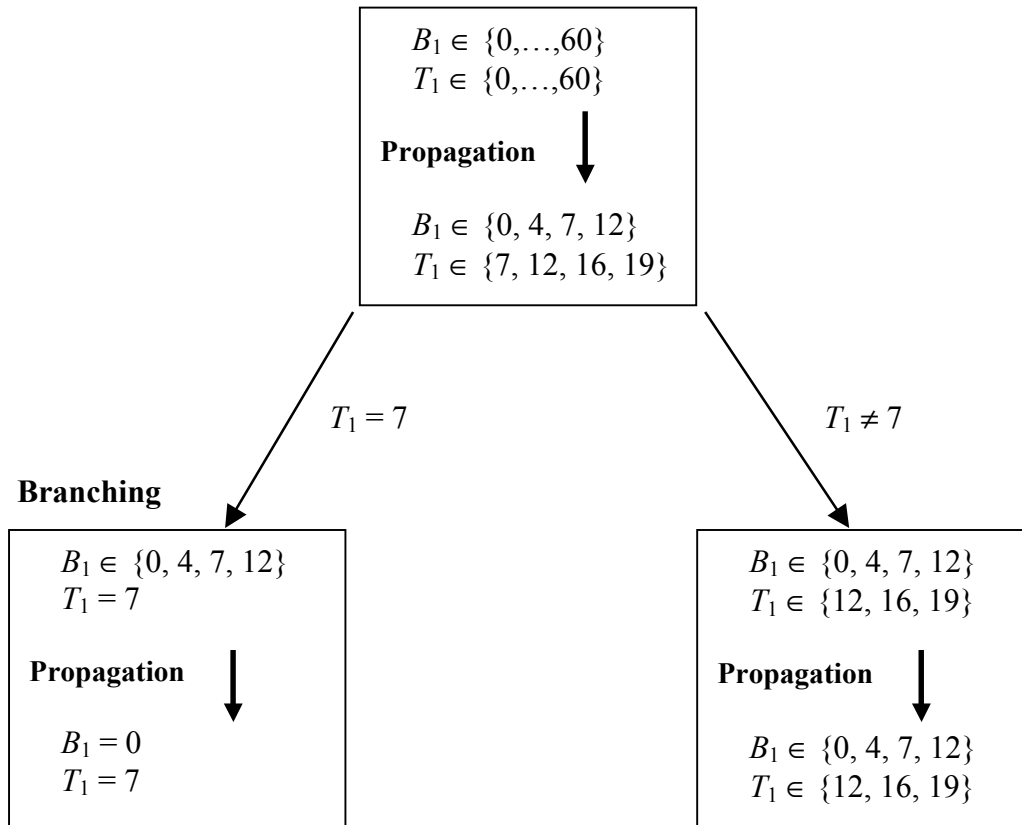 B₁ ∈ {0,…,60}
T₁ ∈ {0,…,60}
Propagation
B₁ ∈ {0, 4, 7, 12}
T₁ ∈ {7, 12, 16, 19}
T₁ = 7
T₁ ≠ 7
Branching
B₁ ∈ {0, 4, 7, 12}
T₁ = 7
Propagation
B₁ = 0
T₁ = 7
B₁ ∈ {0, 4, 7, 12}
T₁ ∈ {12, 16, 19}
Propagation
B₁ ∈ {0, 4, 7, 12}
T₁ ∈ {12, 16, 19}